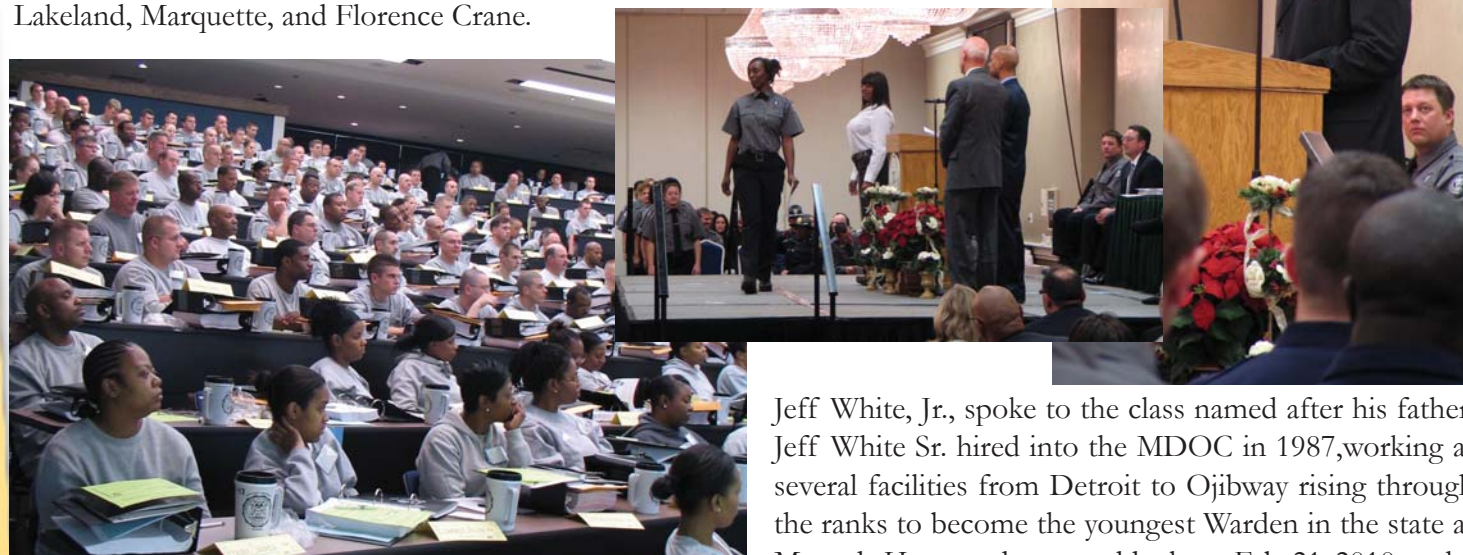 Lakeland, Marquette, and Florence Crane.
Jeff White, Jr., spoke to the class named after his father
Jeff White Sr. hired into the MDOC in 1987,working a
several facilities from Detroit to Ojibway rising through
the ranks to become the youngest Warden in the state a